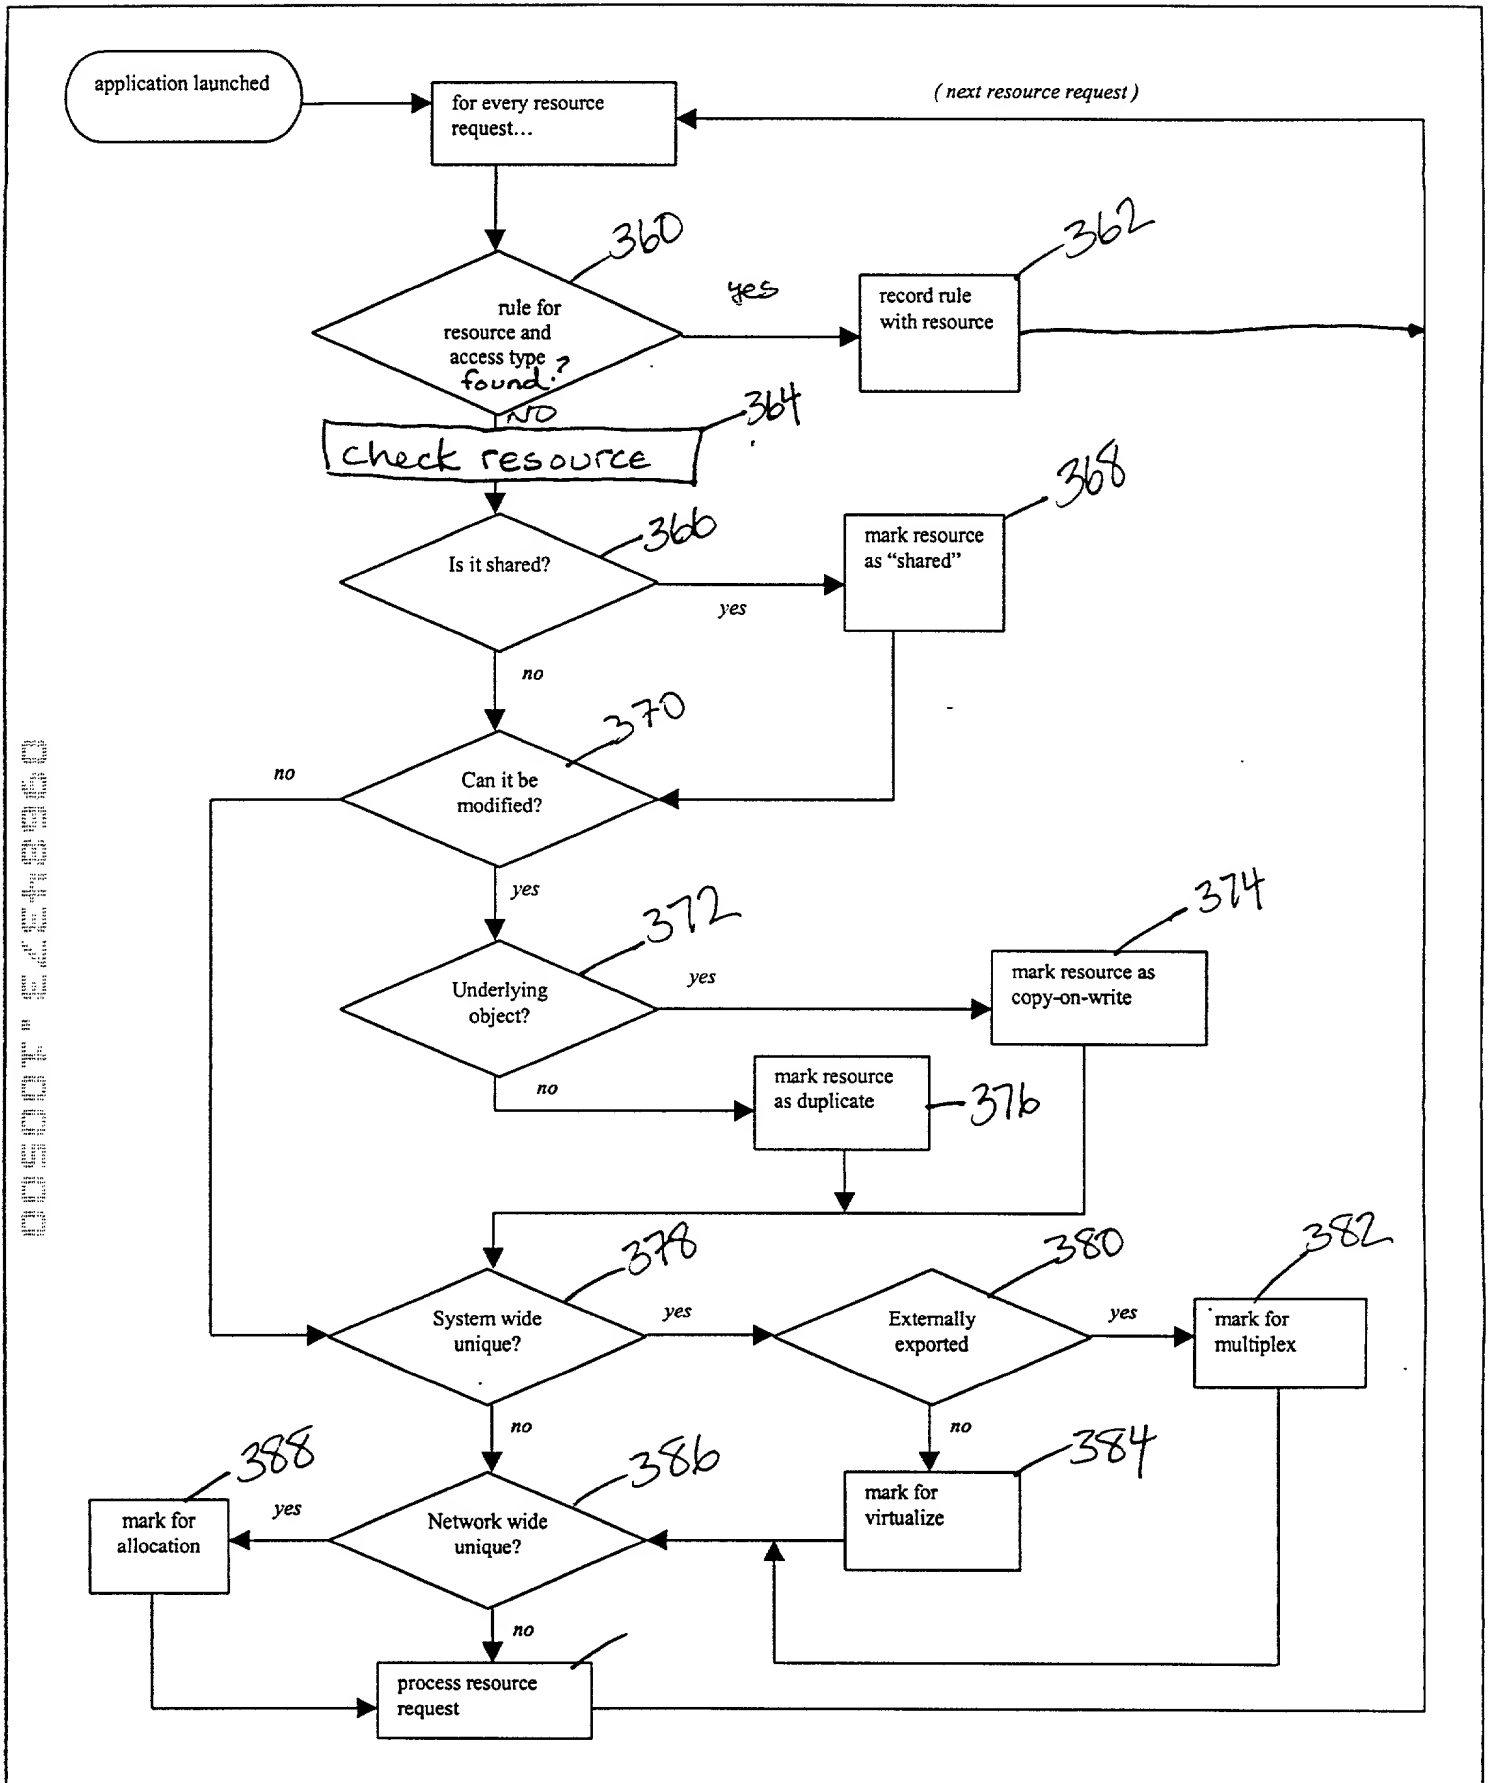 application launched
for every resource
request...
( next resource request )
360
362
rule for
resource and
access type
found?
yes
record rule
with resource
NO
364
check resource
366
368
Is it shared?
yes
mark resource
as “shared”
no
370
Can it be
modified?
no
yes
372
374
Underlying
object?
yes
mark resource as
copy-on-write
no
mark resource
as duplicate
376
378
380
382
System wide
unique?
yes
Externally
exported
yes
mark for
multiplex
no
no
388
386
384
mark for
allocation
yes
Network wide
unique?
mark for
virtualize
no
process resource
request